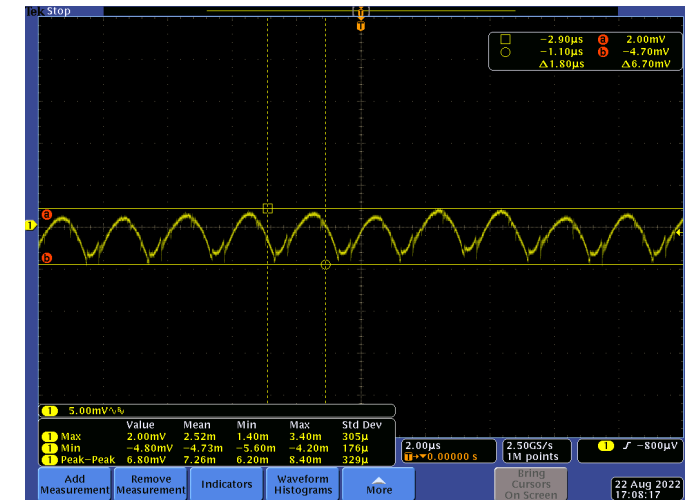 Tek Stop
T
T
−2.90µs a 2.00mV
−1.10µs b −4.70mV
Δ1.80µs Δ6.70mV
a
1
b
1 5.00mV∿
Value Mean Min Max Std Dev
1 Max 2.00mV 2.52m 1.40m 3.40m 305µ
1 Min −4.80mV −4.73m −5.60m −4.20m 176µ
1 Peak–Peak 6.80mV 7.26m 6.20m 8.40m 329µ
2.00µs
T→▼0.00000 s
2.50GS/s
1M points
1 −800µV
Add
Measurement
Remove
Measurement
Indicators
Waveform
Histograms
More
Bring
Cursors
On Screen
22 Aug 2022
17:08:17